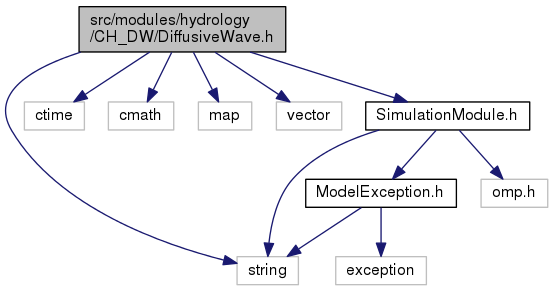 src/modules/hydrology
/CH_DW/DiffusiveWave.h
ctime
cmath
map
vector
SimulationModule.h
ModelException.h
omp.h
string
exception